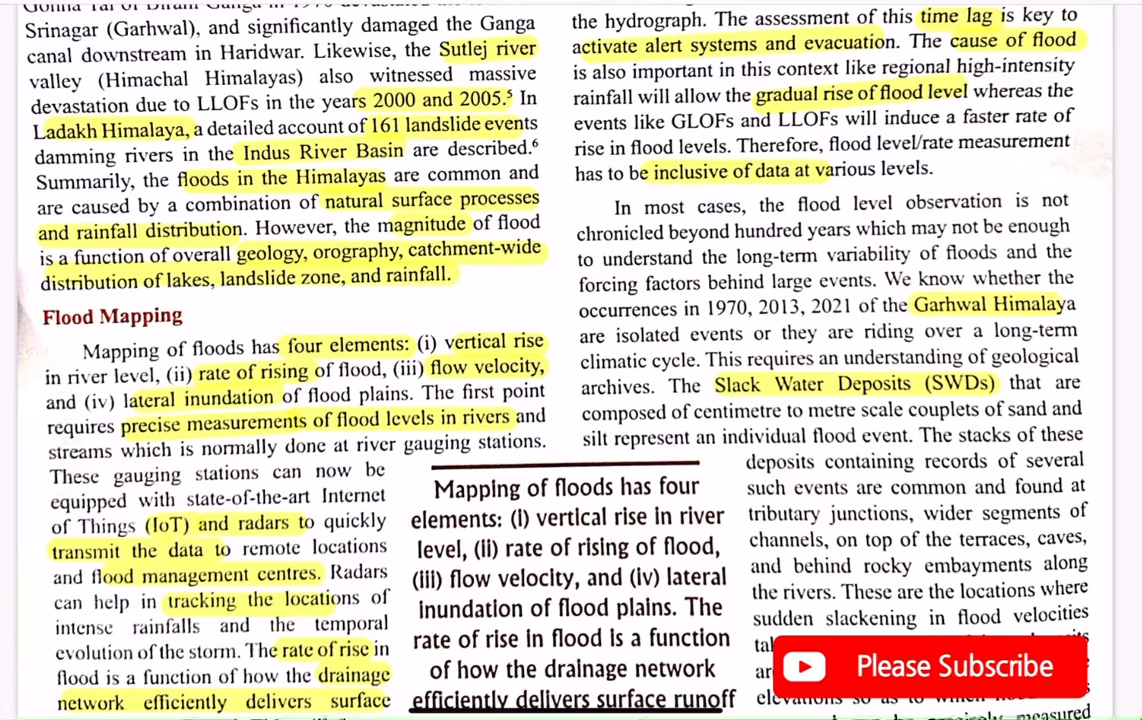 Srinagar (Garhwal), and significantly damaged the Ganga
canal downstream in Haridwar. Likewise, the Sutlej river
valley (Himachal Himalayas) also witnessed massive
devastation due to LLOFs in the years 2000 and 2005.⁵ In
Ladakh Himalaya, a detailed account of 161 landslide events
damming rivers in the Indus River Basin are described.⁶
Summarily, the floods in the Himalayas are common and
are caused by a combination of natural surface processes
and rainfall distribution. However, the magnitude of flood
is a function of overall geology, orography, catchment-wide
distribution of lakes, landslide zone, and rainfall.
Flood Mapping
Mapping of floods has four elements: (i) vertical rise
in river level, (ii) rate of rising of flood, (iii) flow velocity,
and (iv) lateral inundation of flood plains. The first point
requires precise measurements of flood levels in rivers and
streams which is normally done at river gauging stations.
These gauging stations can now be
equipped with state-of-the-art Internet
of Things (IoT) and radars to quickly
transmit the data to remote locations
and flood management centres. Radars
can help in tracking the locations of
intense rainfalls and the temporal
evolution of the storm. The rate of rise in
flood is a function of how the drainage
network efficiently delivers surface
Mapping of floods has four
elements: (i) vertical rise in river
level, (ii) rate of rising of flood,
(iii) flow velocity, and (iv) lateral
inundation of flood plains. The
rate of rise in flood is a function
of how the drainage network
efficiently delivers surface runoff
the hydrograph. The assessment of this time lag is key to
activate alert systems and evacuation. The cause of flood
is also important in this context like regional high-intensity
rainfall will allow the gradual rise of flood level whereas the
events like GLOFs and LLOFs will induce a faster rate of
rise in flood levels. Therefore, flood level/rate measurement
has to be inclusive of data at various levels.
In most cases, the flood level observation is not
chronicled beyond hundred years which may not be enough
to understand the long-term variability of floods and the
forcing factors behind large events. We know whether the
occurrences in 1970, 2013, 2021 of the Garhwal Himalaya
are isolated events or they are riding over a long-term
climatic cycle. This requires an understanding of geological
archives. The Slack Water Deposits (SWDs) that are
composed of centimetre to metre scale couplets of sand and
silt represent an individual flood event. The stacks of these
deposits containing records of several
such events are common and found at
tributary junctions, wider segments of
channels, on top of the terraces, caves,
and behind rocky embayments along
the rivers. These are the locations where
sudden slackening in flood velocities
Please Subscribe
measured